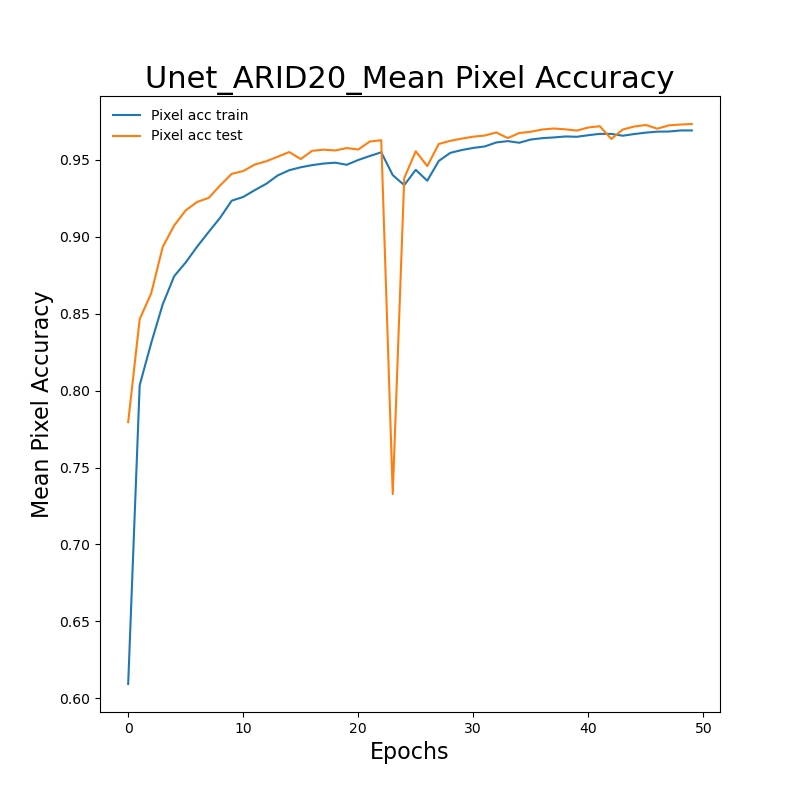 Unet_ARID20_Mean Pixel Accuracy
Pixel acc train
Pixel acc test
Mean Pixel Accuracy
0.95
0.90
0.85
0.80
0.75
0.70
0.65
0.60
0 10 20 30 40 50
Epochs